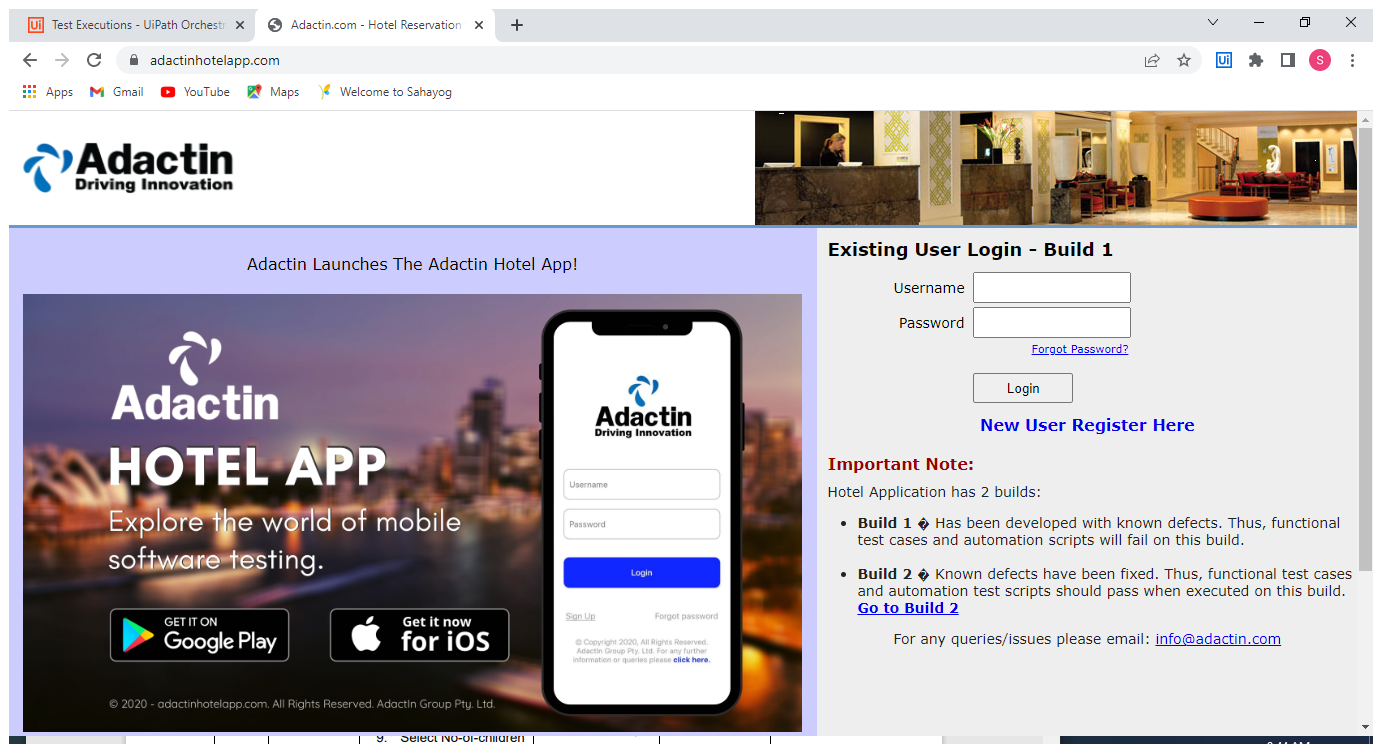 Test Executions - UiPath Orchestr
Adactin.com - Hotel Reservation
adactinhotelapp.com
Ui
S
Apps
Gmail
YouTube
Maps
Welcome to Sahayog
Adactin
Driving Innovation
Adactin Launches The Adactin Hotel App!
Adactin
HOTEL APP
Explore the world of mobile
software testing.
GET IT ON
Google Play
Get it now
for iOS
© 2020 - adactinhotelapp.com. All Rights Reserved. AdactIn Group Pty. Ltd.
Adactin
Driving Innovation
Username
Password
Login
Sign Up Forgot password
© Copyright 2020, All Rights Reserved.
Adactin Group Pty. Ltd. For any further
information or queries please click here.
Existing User Login - Build 1
Username
Password
Forgot Password?
Login
New User Register Here
Important Note:
Hotel Application has 2 builds:
• Build 1 � Has been developed with known defects. Thus, functional
test cases and automation scripts will fail on this build.
• Build 2 � Known defects have been fixed. Thus, functional test cases
and automation test scripts should pass when executed on this build.
Go to Build 2
For any queries/issues please email: info@adactin.com
9. Select No-of-children